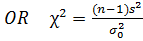 OR χ² = (n−1)s² / σ₀²